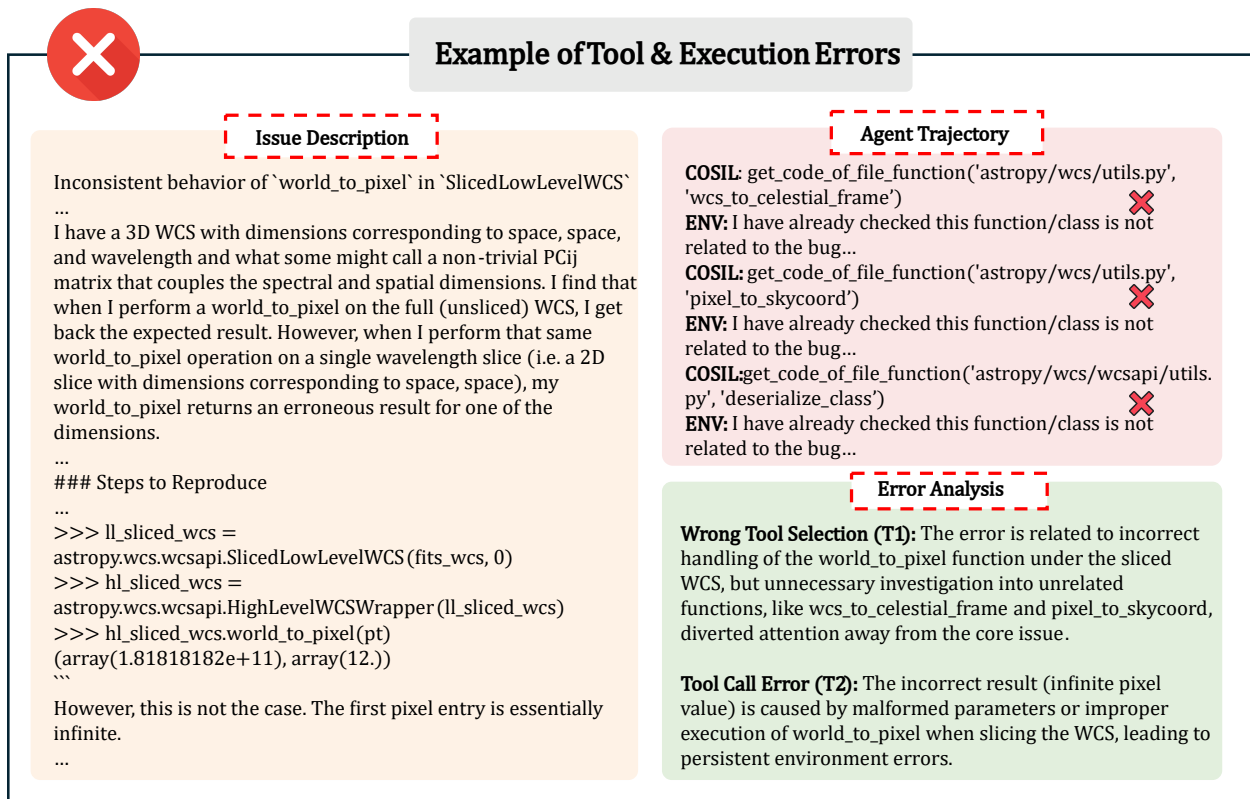 Example of Tool & Execution Errors
Issue Description
Inconsistent behavior of `world_to_pixel` in `SlicedLowLevelWCS`
…
I have a 3D WCS with dimensions corresponding to space, space,
and wavelength and what some might call a non-trivial PCij
matrix that couples the spectral and spatial dimensions. I find that
when I perform a world_to_pixel on the full (unsliced) WCS, I get
back the expected result. However, when I perform that same
world_to_pixel operation on a single wavelength slice (i.e. a 2D
slice with dimensions corresponding to space, space), my
world_to_pixel returns an erroneous result for one of the
dimensions.
…
### Steps to Reproduce
…
>>> ll_sliced_wcs =
astropy.wcs.wcsapi.SlicedLowLevelWCS(fits_wcs, 0)
>>> hl_sliced_wcs =
astropy.wcs.wcsapi.HighLevelWCSWrapper(ll_sliced_wcs)
>>> hl_sliced_wcs.world_to_pixel(pt)
(array(1.81818182e+11), array(12.))
```
However, this is not the case. The first pixel entry is essentially
infinite.
…
Agent Trajectory
COSIL: get_code_of_file_function('astropy/wcs/utils.py',
'wcs_to_celestial_frame’)
ENV: I have already checked this function/class is not
related to the bug…
COSIL: get_code_of_file_function('astropy/wcs/utils.py',
'pixel_to_skycoord’)
ENV: I have already checked this function/class is not
related to the bug…
COSIL:get_code_of_file_function('astropy/wcs/wcsapi/utils.
py', 'deserialize_class’)
ENV: I have already checked this function/class is not
related to the bug…
Error Analysis
Wrong Tool Selection (T1): The error is related to incorrect
handling of the world_to_pixel function under the sliced
WCS, but unnecessary investigation into unrelated
functions, like wcs_to_celestial_frame and pixel_to_skycoord,
diverted attention away from the core issue.
Tool Call Error (T2): The incorrect result (infinite pixel
value) is caused by malformed parameters or improper
execution of world_to_pixel when slicing the WCS, leading to
persistent environment errors.